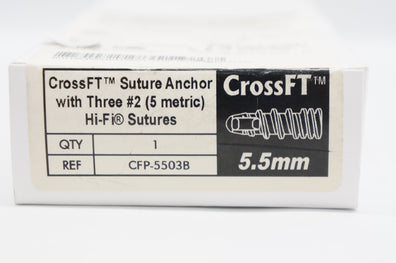 CrossFT™ Suture Anchor
with Three #2 (5 metric)
Hi-Fi® Sutures
QTY 1
REF CFP-5503B
CrossFT™
5.5mm